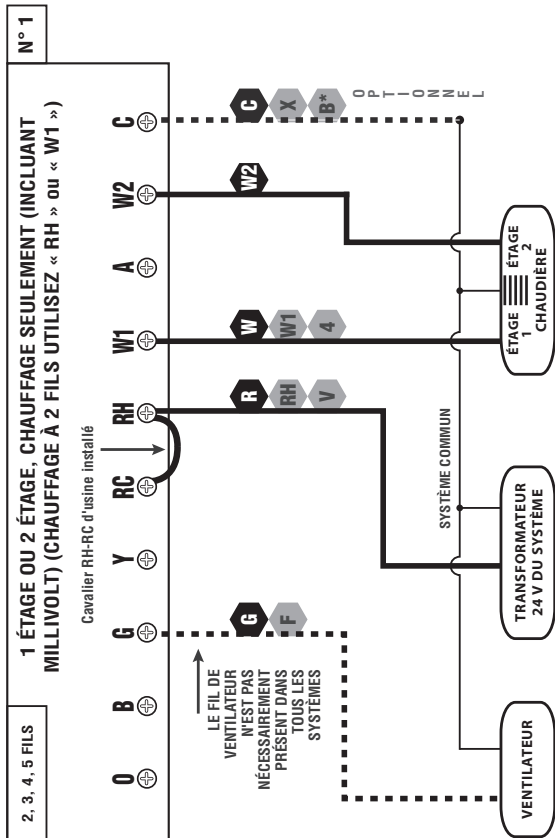 2, 3, 4, 5 FILS
1 ÉTAGE OU 2 ÉTAGE, CHAUFFAGE SEULEMENT (INCLUANT
MILLIVOLT) (CHAUFFAGE À 2 FILS UTILISEZ « RH » ou « W1 »)
N° 1
Cavalier RH-RC d'usine installé
O B G Y RC RH W1 A W2 C
LE FIL DE
VENTILATEUR
N'EST PAS
NÉCESSAIREMENT
PRÉSENT DANS
TOUS LES
SYSTÈMES
G
F
R
RH
V
W
W1
4
W2
C
X
B*
OPTIONNEL
SYSTÈME COMMUN
VENTILATEUR
TRANSFORMATEUR
24 V DU SYSTÈME
ÉTAGE
1
ÉTAGE
2
CHAUDIÈRE